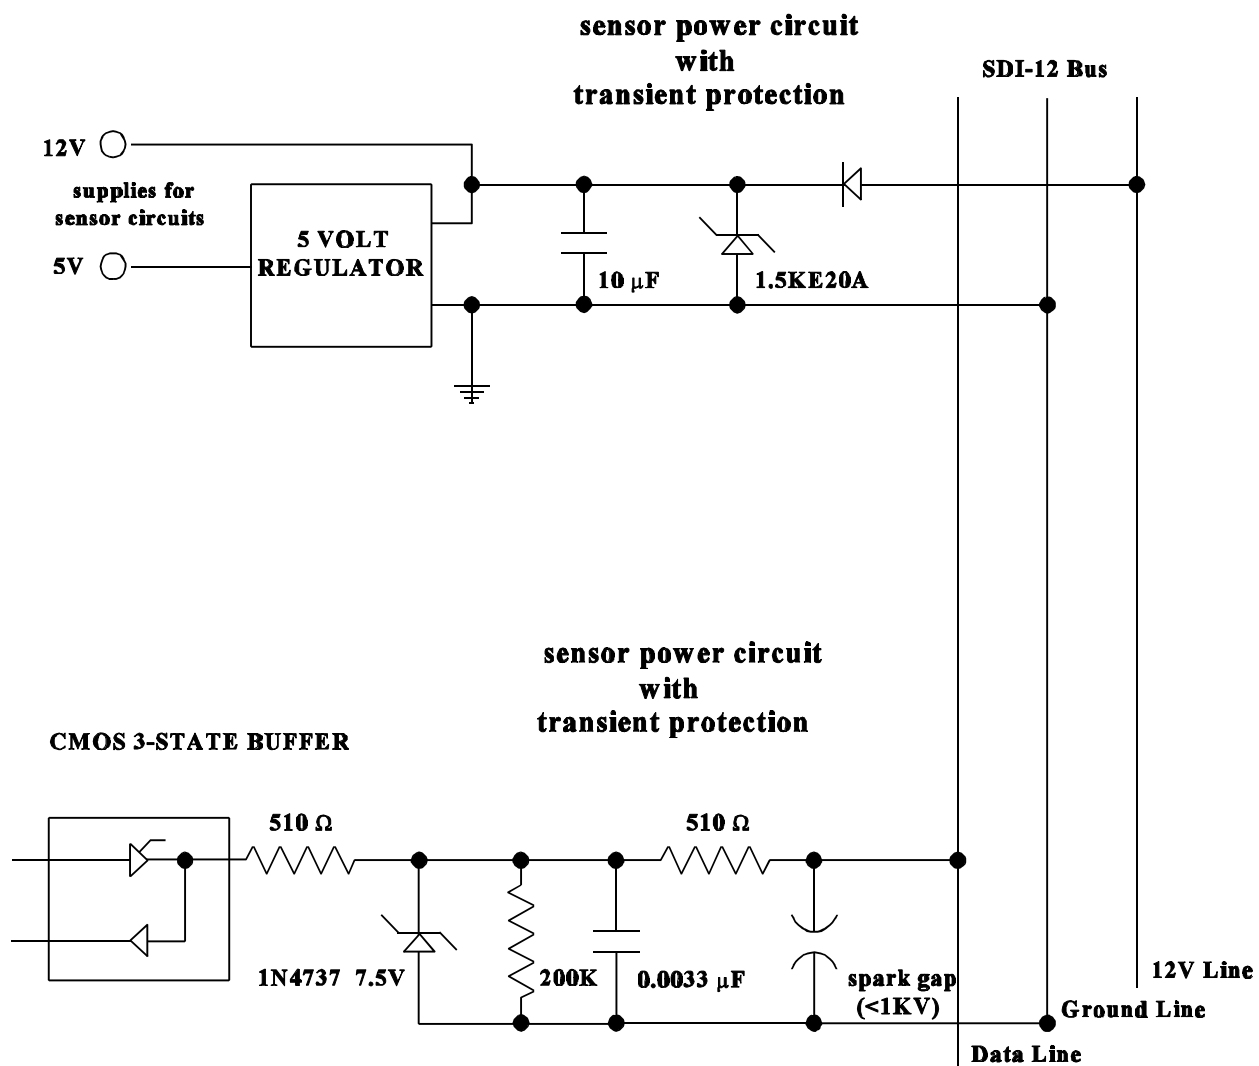 sensor power circuit
with
transient protection
SDI-12 Bus
12V
supplies for
sensor circuits
5V
5 VOLT
REGULATOR
10 µF
1.5KE20A
sensor power circuit
with
transient protection
CMOS 3-STATE BUFFER
510 Ω
510 Ω
1N4737 7.5V
200K
0.0033 µF
spark gap
(<1KV)
12V Line
Ground Line
Data Line